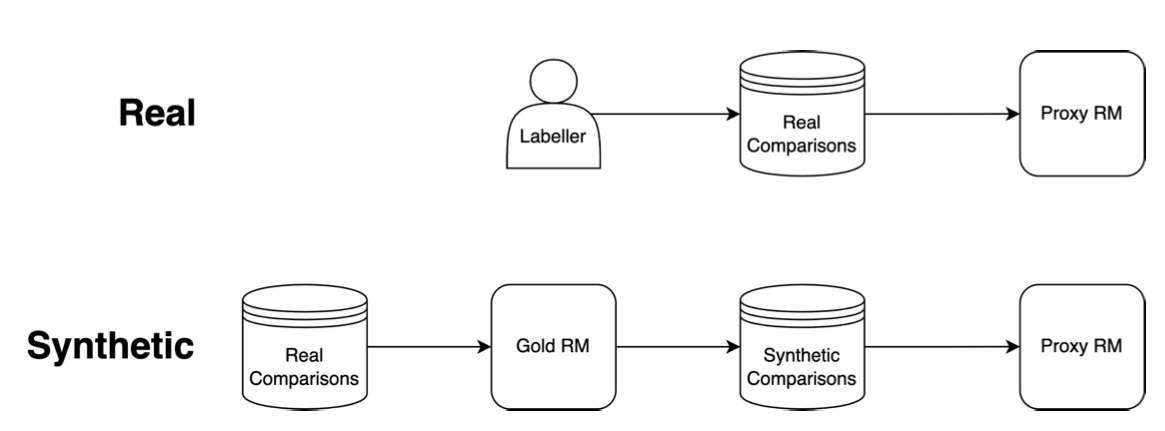 Real
Labeller
Real
Comparisons
Proxy RM
Synthetic
Real
Comparisons
Gold RM
Synthetic
Comparisons
Proxy RM